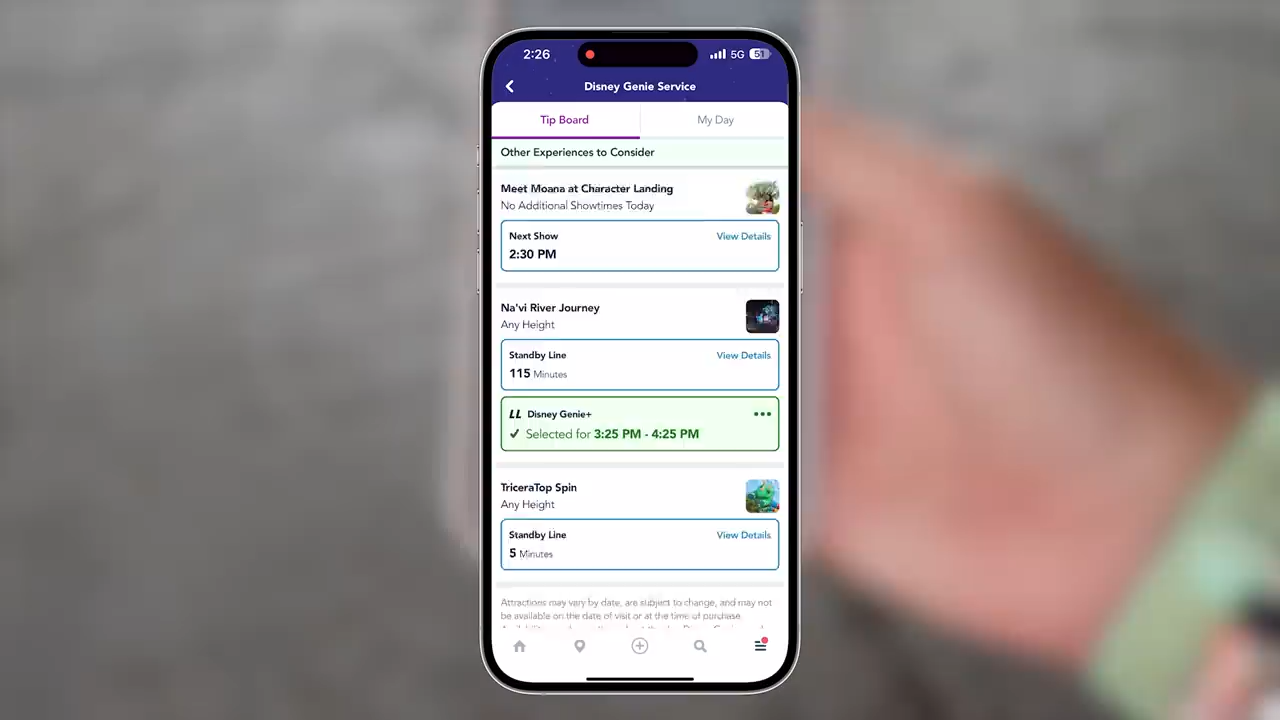 2:26
5G 51
Disney Genie Service
Tip Board
My Day
Other Experiences to Consider
Meet Moana at Character Landing
No Additional Showtimes Today
Next Show
View Details
2:30 PM
Na'vi River Journey
Any Height
Standby Line
View Details
115 Minutes
LL Disney Genie+
Selected for 3:25 PM - 4:25 PM
TriceraTop Spin
Any Height
Standby Line
View Details
5 Minutes
Attractions may vary by date, are subject to change, and may not
be available on the date of visit or at the time of purchase